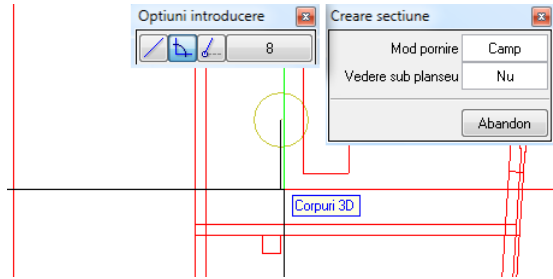 Optiuni introducere
8
Creare sectiune
Mod pornire Camp
Vedere sub planseu Nu
Abandon
Corpuri 3D